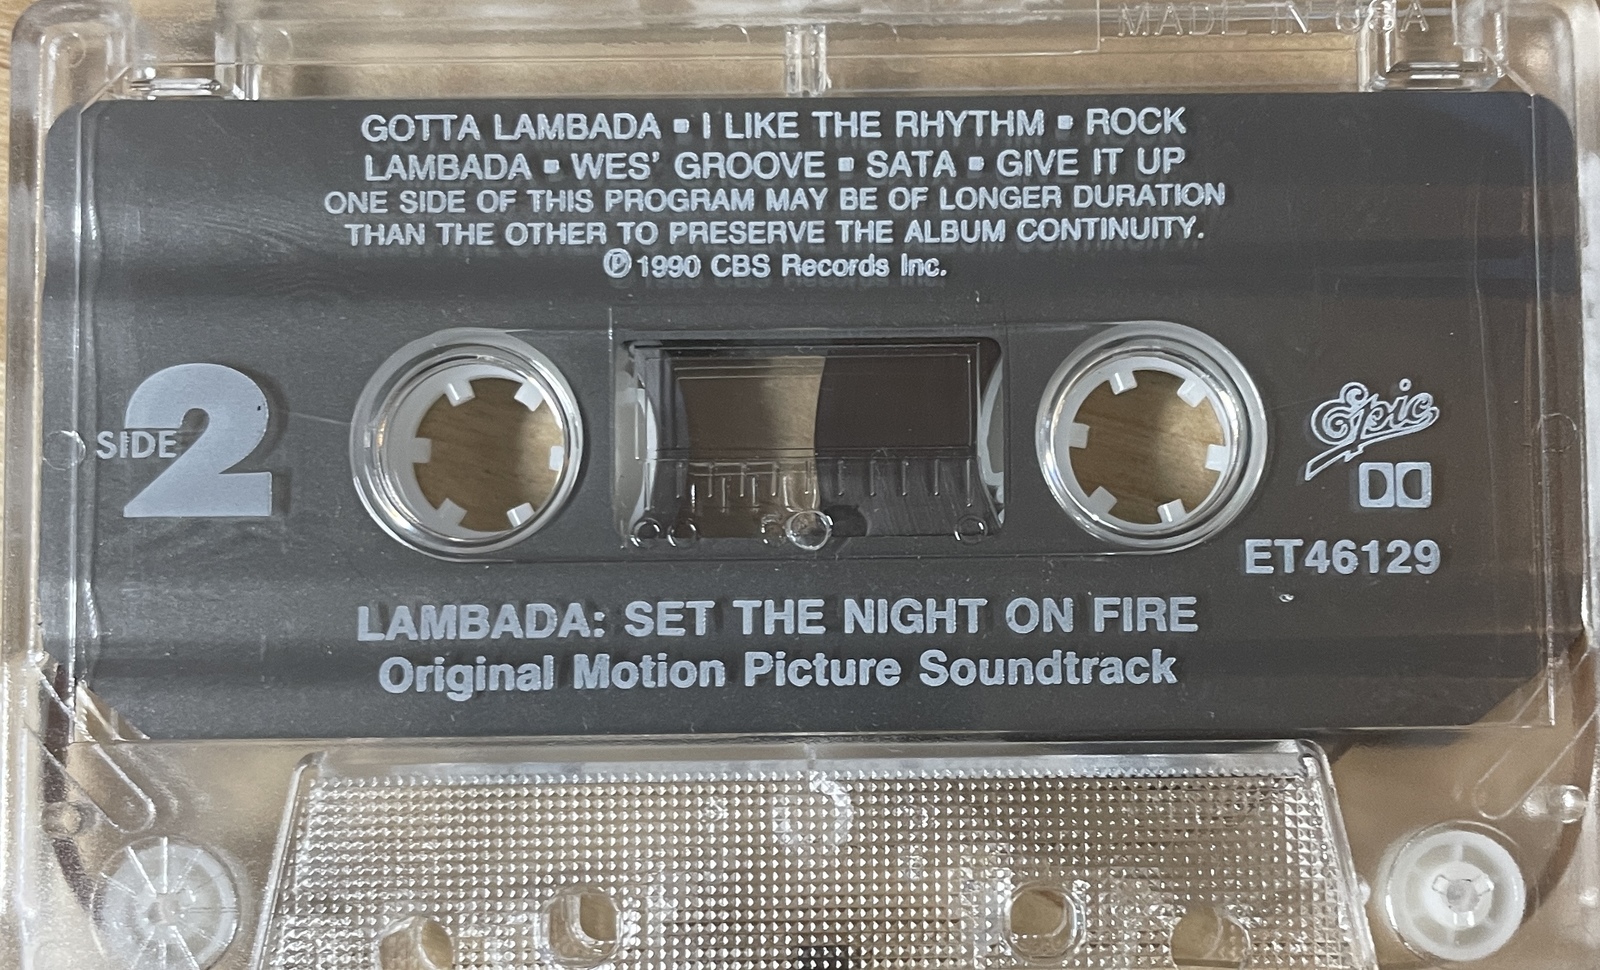 MADE IN USA
GOTTA LAMBADA ▪ I LIKE THE RHYTHM ▪ ROCK
LAMBADA ▪ WES' GROOVE ▪ SATA ▪ GIVE IT UP
ONE SIDE OF THIS PROGRAM MAY BE OF LONGER DURATION
THAN THE OTHER TO PRESERVE THE ALBUM CONTINUITY.
℗ 1990 CBS Records Inc.
SIDE 2
Epic
ET46129
LAMBADA: SET THE NIGHT ON FIRE
Original Motion Picture Soundtrack